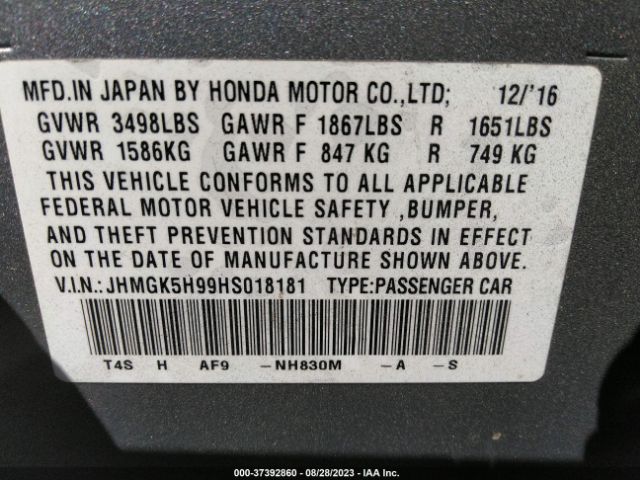 MFD.IN JAPAN BY HONDA MOTOR CO.,LTD; 12/'16
GVWR 3498LBS GAWR F 1867LBS R 1651LBS
GVWR 1586KG GAWR F 847 KG R 749 KG
THIS VEHICLE CONFORMS TO ALL APPLICABLE
FEDERAL MOTOR VEHICLE SAFETY ,BUMPER,
AND THEFT PREVENTION STANDARDS IN EFFECT
ON THE DATE OF MANUFACTURE SHOWN ABOVE.
V.I.N.:JHMGK5H99HS018181 TYPE:PASSENGER CAR
T4S H AF9 -NH830M -A -S
000-37392860 - 08/28/2023 - IAA Inc.